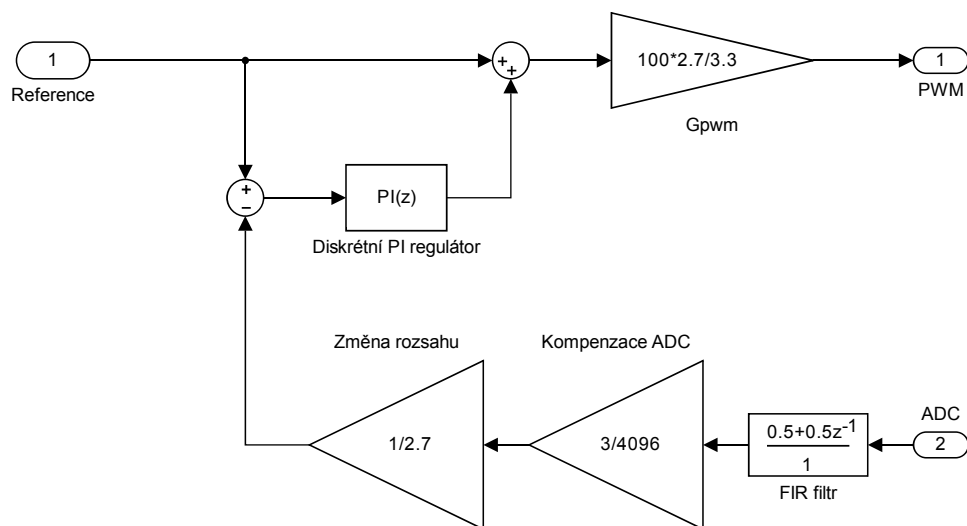 1
Reference
+
+
100*2.7/3.3
Gpwm
1
PWM
+
−
PI(z)
Diskrétní PI regulátor
Změna rozsahu
1/2.7
Kompenzace ADC
3/4096
0.5+0.5z⁻¹
1
FIR filtr
ADC
2